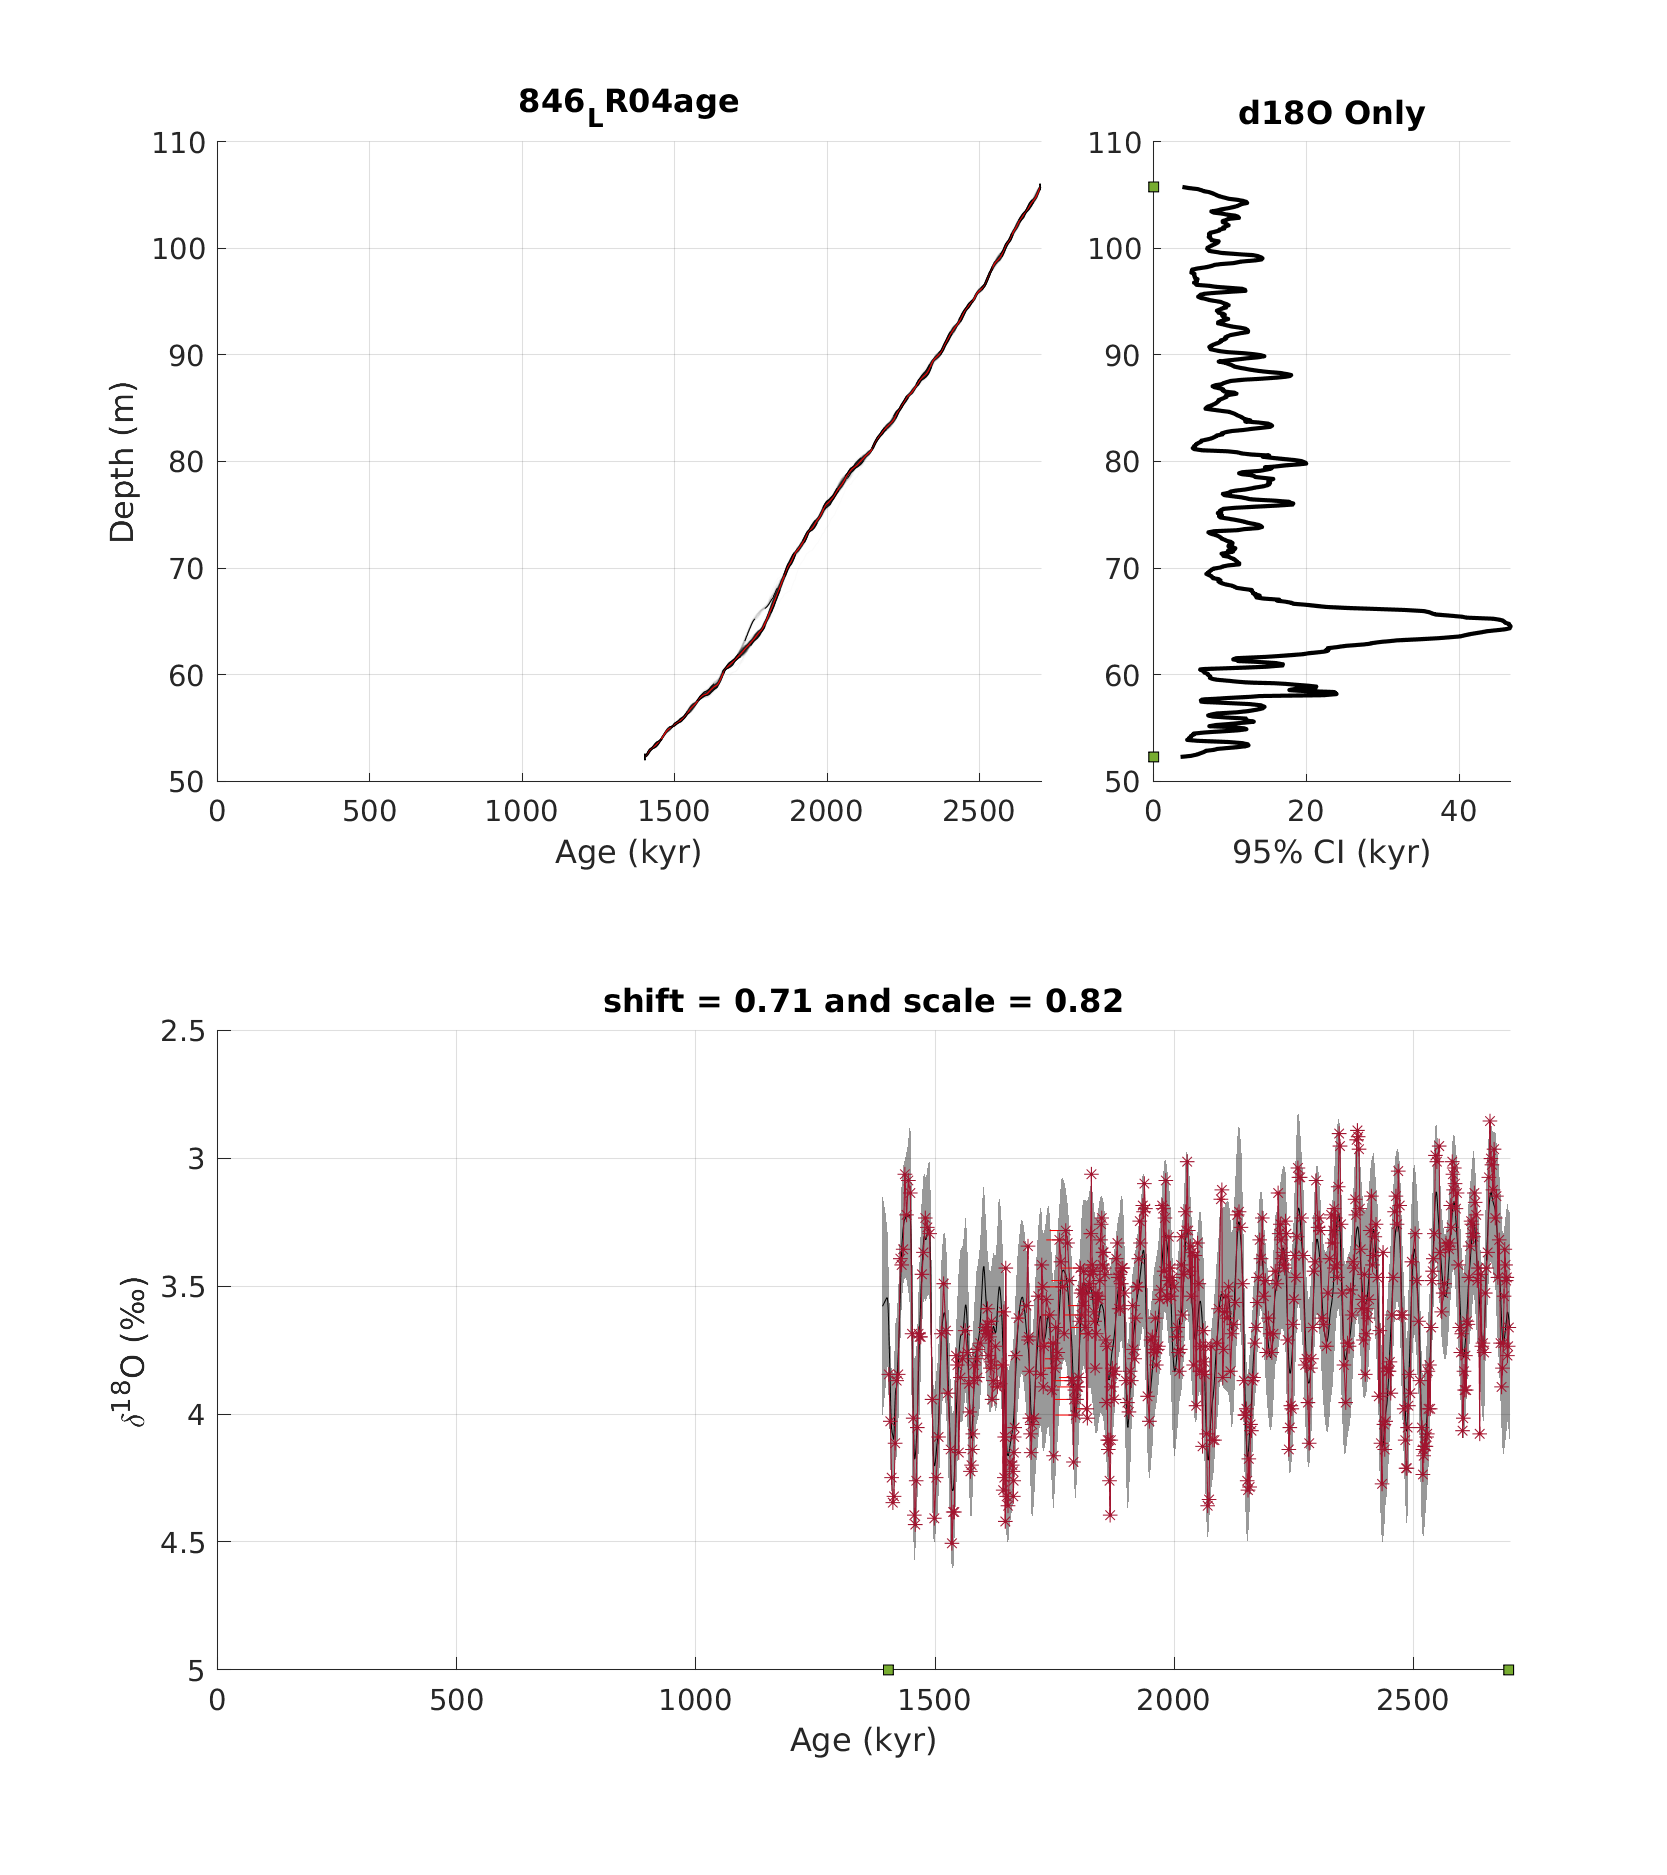 846LR04age
110
100
90
80
70
60
50
Depth (m)
0 500 1000 1500 2000 2500
Age (kyr)
d18O Only
110
100
90
80
70
60
50
0 20 40
95% CI (kyr)
shift = 0.71 and scale = 0.82
2.5
3
3.5
4
4.5
5
δ18O (‰)
0 500 1000 1500 2000 2500
Age (kyr)